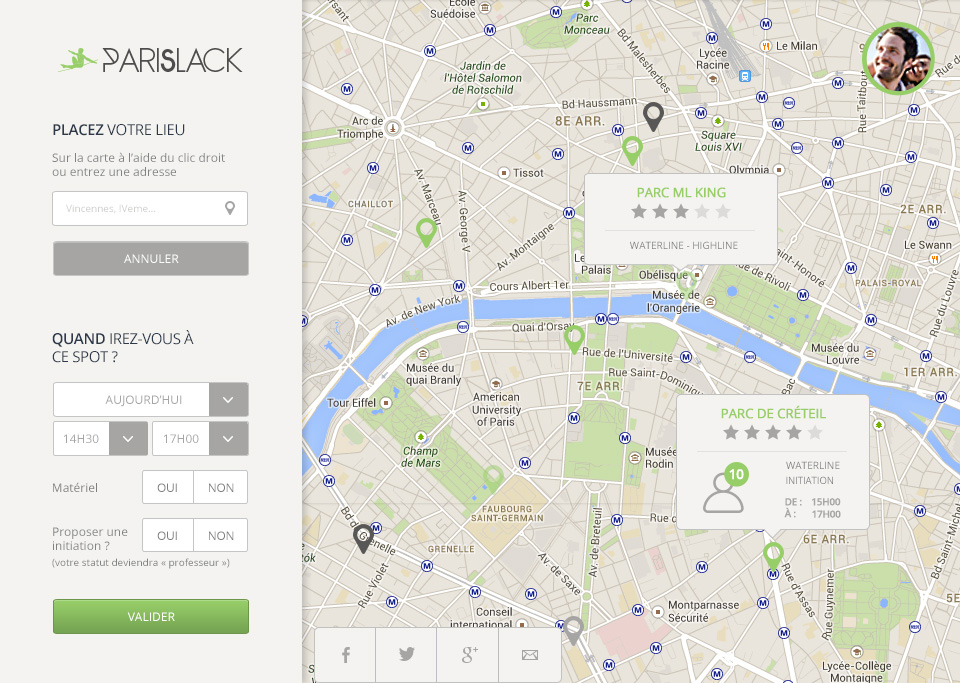 PARISLACK
PLACEZ VOTRE LIEU
Sur la carte à l'aide du clic droit
ou entrez une adresse
Vincennes, IVeme...
ANNULER
QUAND IREZ-VOUS À
CE SPOT ?
AUJOURD'HUI
14H30
17H00
Matériel
OUI
NON
Proposer une
initiation ?
OUI
NON
(votre statut deviendra « professeur »)
VALIDER
École
Suédoise
Parc
Monceau
Bd Malesherbes
Lycée
Racine
Le Milan
Rue Taitbout
Jardin de
l'Hôtel Salomon
de Rotschild
Bd Haussmann
8E ARR.
Arc de
Triomphe
Square
Louis XVI
Tissot
Olympia
Av. Marceau
CHAILLOT
Av. George V
Av. Montaigne
PARC ML KING
WATERLINE - HIGHLINE
2E ARR.
Le Swann
Palais
Obélisque
Rue de Rivoli
PALAIS-ROYAL
Cours Albert 1er
Musée de
l'Orangerie
Av. de New York
Quai d'Orsay
Rue du Louvre
Musée du
Louvre
Rue de l'Université
Musée du
quai Branly
Rue Saint-Dominique
7E ARR.
1ER ARR.
Tour Eiffel
American
University
of Paris
PARC DE CRÉTEIL
10
WATERLINE
INITIATION
DE : 15H00
À : 17H00
Champ
de Mars
Musée
Rodin
FAUBOURG
SAINT-GERMAIN
Av. de Breteuil
GRENELLE
6E ARR.
Bd Saint-Michel
Rue Violet
Av. de Saxe
Rue d'Assas
Rue Guynemer
Conseil
international
Montparnasse
Sécurité
Lycée-Collège
Montaigne
f
g+